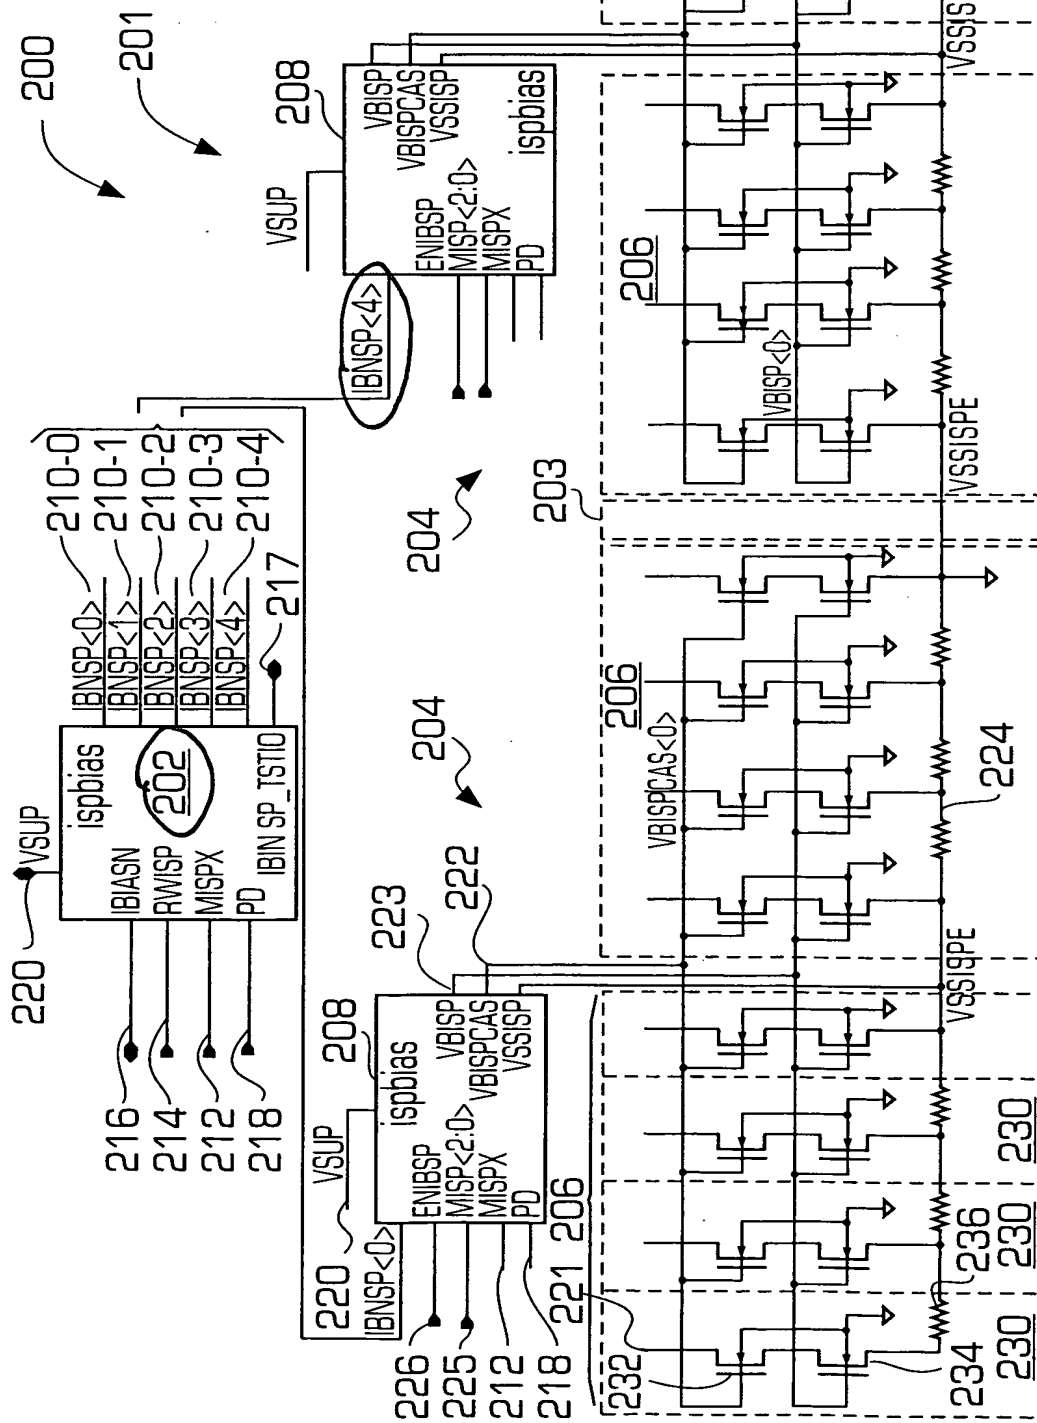 200
201
220
VSUP
216
214
212
218
IBIASN
RWISP
MISPX
PD
ispbias
202
IBIN SP_TSTIO
IBNSP<0>
IBNSP<1>
IBNSP<2>
IBNSP<3>
IBNSP<4>
210-0
210-1
210-2
210-3
210-4
217
VSUP
208
IBNSP<4>
ENIBSP
MISP<2:0>
MISPX
PD
VBISP
VBISPCAS
VSSISP
ispbias
220
VSUP
208
IBNSP<0>
226
225
212
218
ENIBSP
MISP<2:0>
MISPX
PD
ispbias
VBISP
VBISPCAS
VSSISP
223
222
204
204
203
206
221
232
206
VBISPCAS<0>
206
VBISP<0>
234
236
224
VSSISPE
VSSISPE
VSSIS
230
230
230